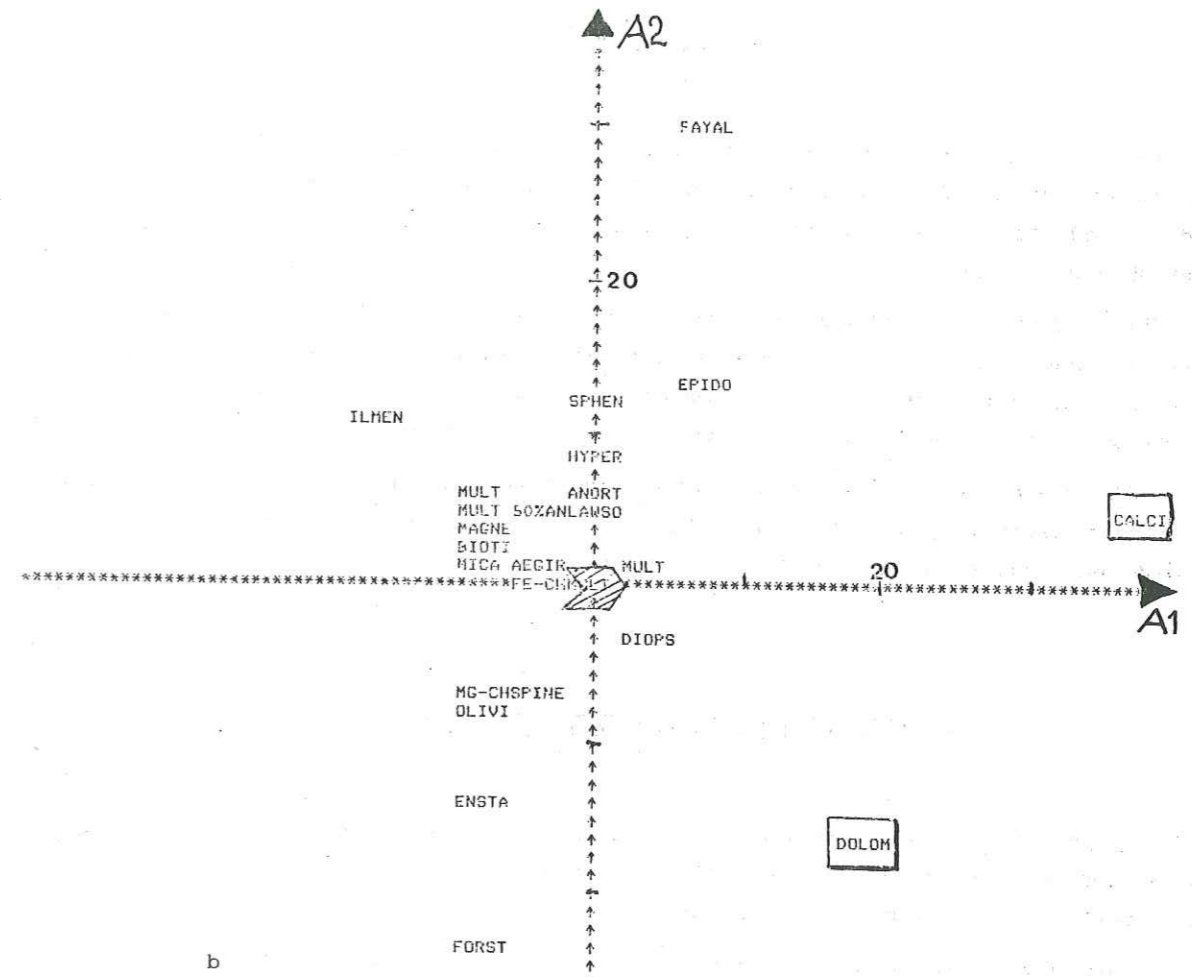 A2
FAYAL
20
EPIDO
SPHEN
ILMEN
HYPER
MULT ANORT
MULT 50%ANLAWSO
CALCI
MAGNE
BIOTI
MICA AEGIR MULT
20
A1
DIOPS
MG-CHSPINE
OLIVI
ENSTA
DOLOM
FORST
b